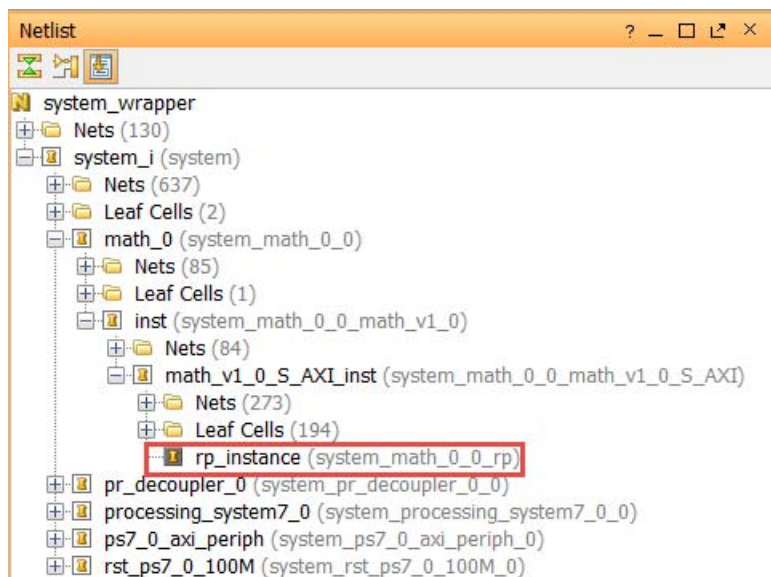 Netlist
system_wrapper
Nets (130)
system_i (system)
Nets (637)
Leaf Cells (2)
math_0 (system_math_0_0)
Nets (85)
Leaf Cells (1)
inst (system_math_0_0_math_v1_0)
Nets (84)
math_v1_0_S_AXI_inst (system_math_0_0_math_v1_0_S_AXI)
Nets (273)
Leaf Cells (194)
rp_instance (system_math_0_0_rp)
pr_decoupler_0 (system_pr_decoupler_0_0)
processing_system7_0 (system_processing_system7_0_0)
ps7_0_axi_periph (system_ps7_0_axi_periph_0)
rst_ps7_0_100M (system_rst_ps7_0_100M_0)